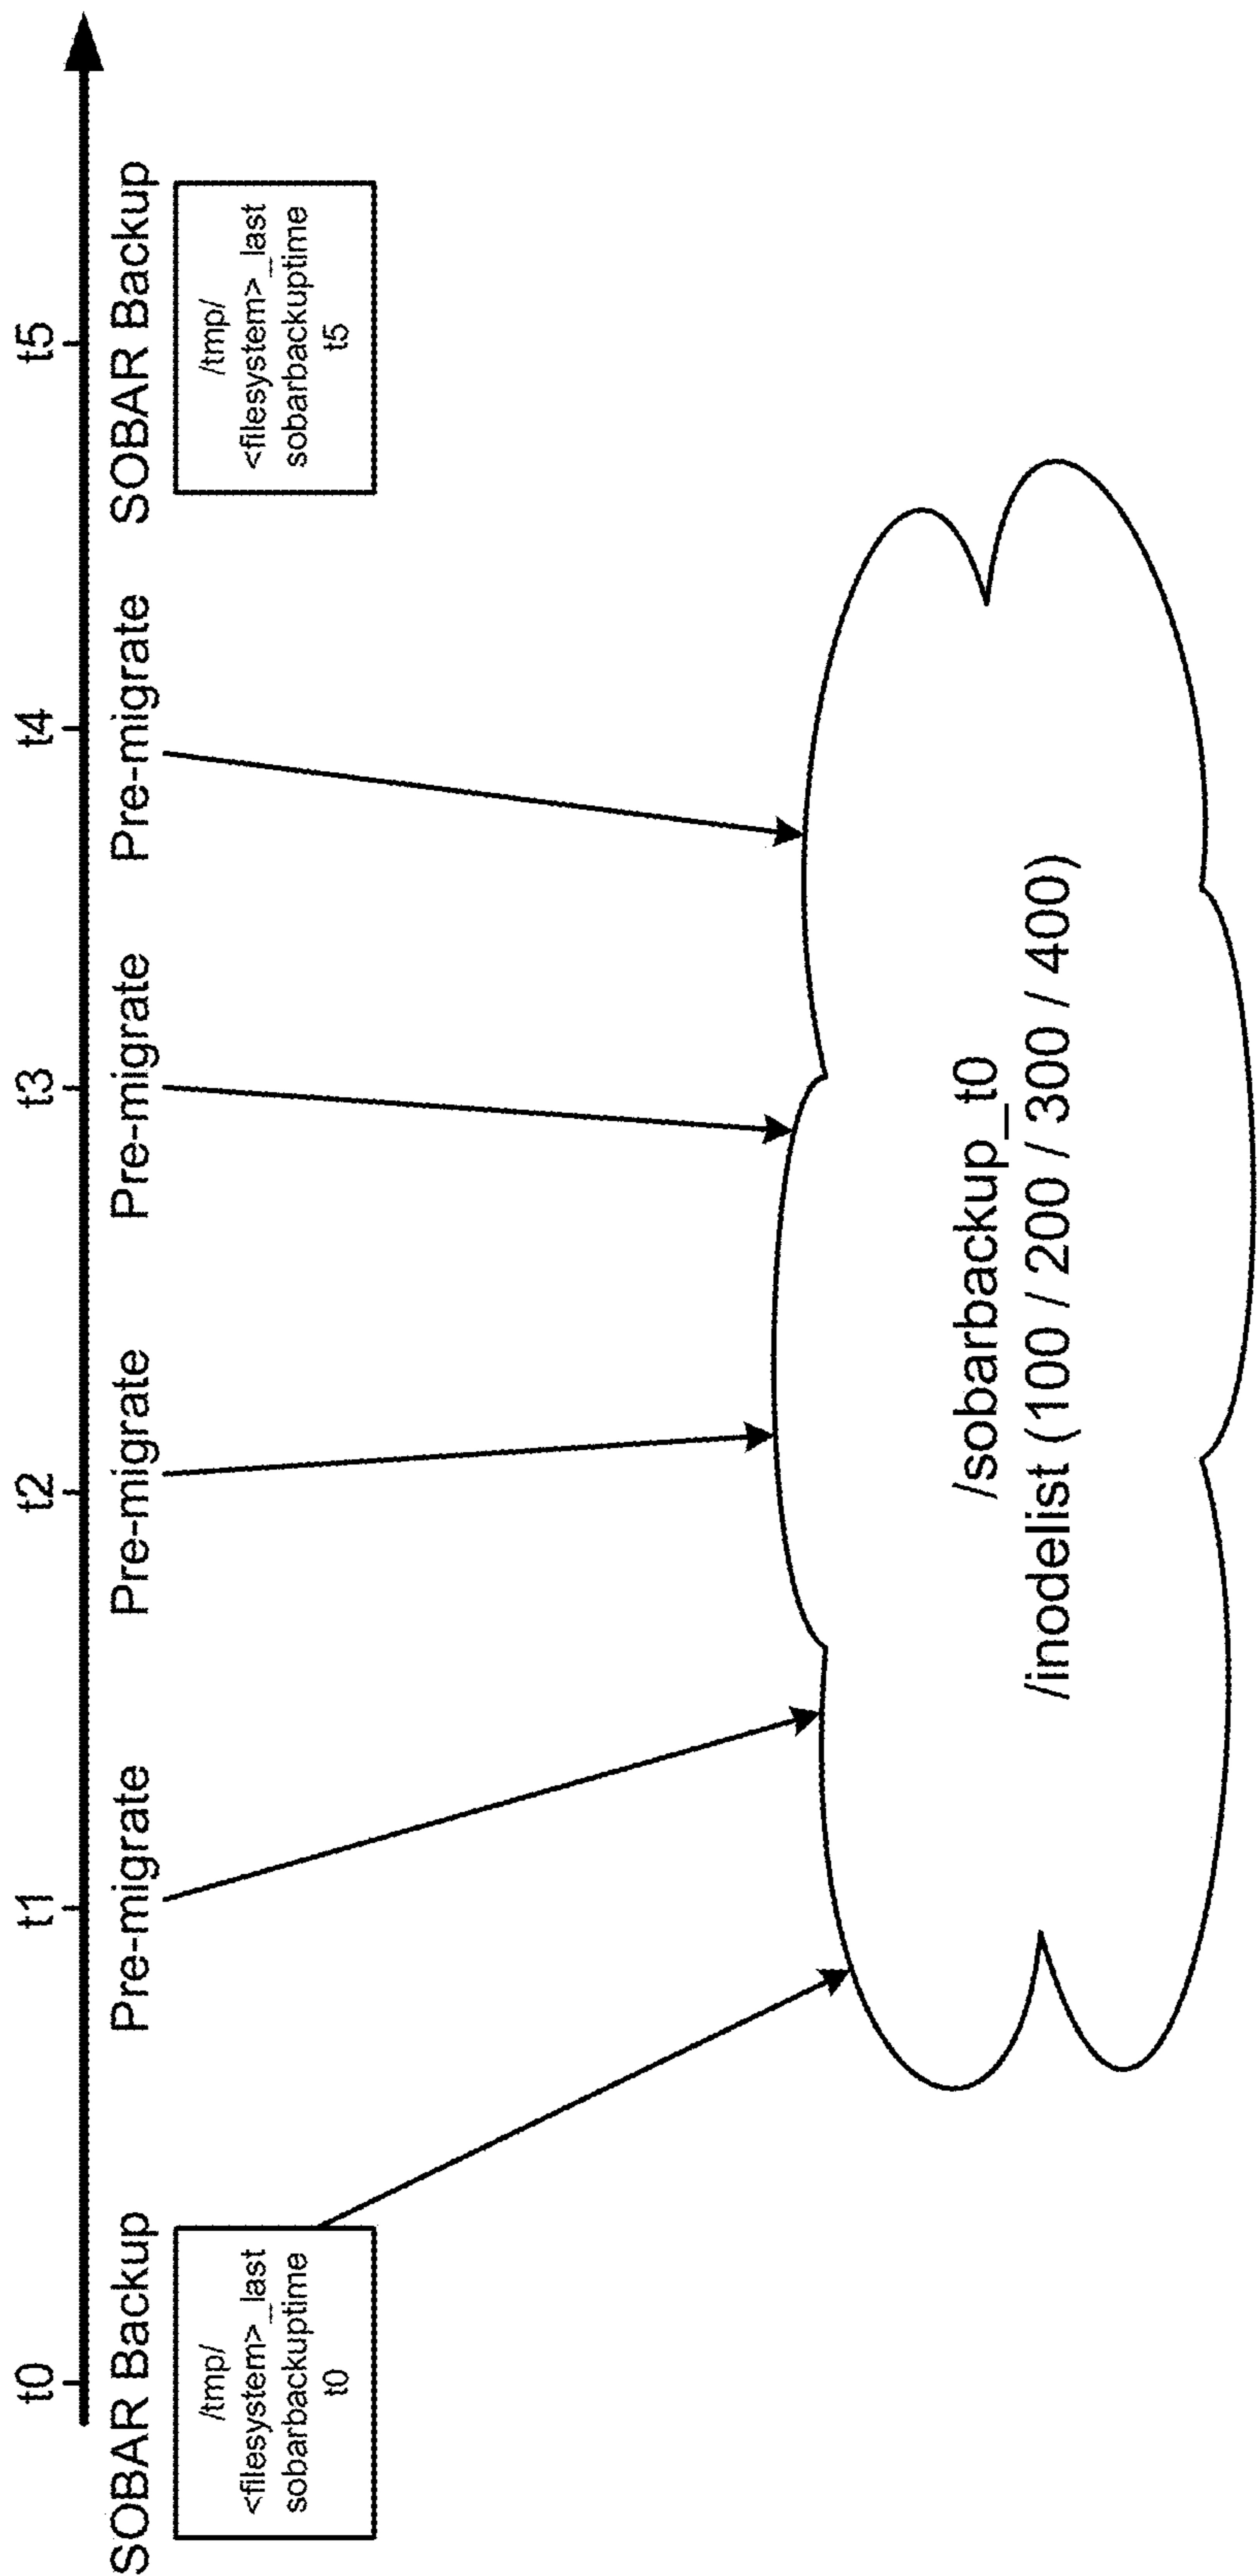 t0
t1
t2
t3
t4
t5
SOBAR Backup
Pre-migrate
Pre-migrate
Pre-migrate
Pre-migrate
SOBAR Backup
/tmp/
<filesystem>_last
sobarbackuptime
t0
/tmp/
<filesystem>_last
sobarbackuptime
t5
/sobarbackup_t0
/inodelist (100 / 200 / 300 / 400)